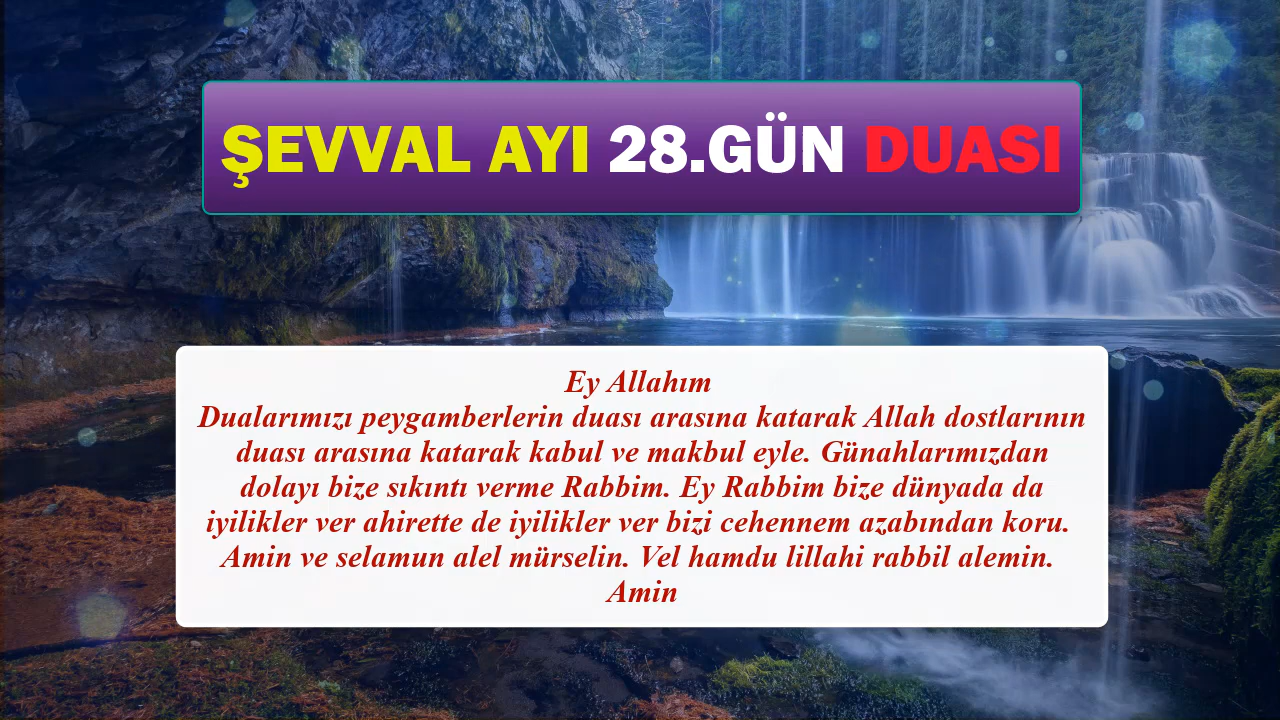 ŞEVVAL AYI 28.GÜN DUASI
Ey Allahım
Dualarımızı peygamberlerin duası arasına katarak Allah dostlarının
duası arasına katarak kabul ve makbul eyle. Günahlarımızdan
dolayı bize sıkıntı verme Rabbim. Ey Rabbim bize dünyada da
iyilikler ver ahirette de iyilikler ver bizi cehennem azabından koru.
Amin ve selamun alel mürselin. Vel hamdu lillahi rabbil alemin.
Amin